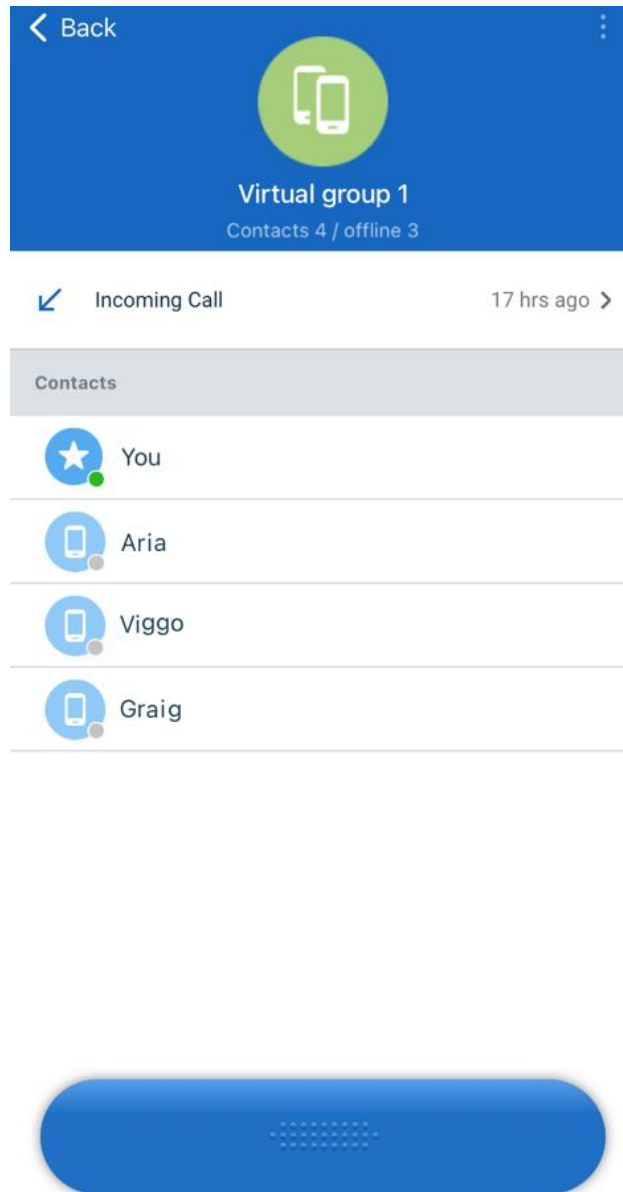 Back
Virtual group 1
Contacts 4 / offline 3
Incoming Call 17 hrs ago
Contacts
You
Aria
Viggo
Graig